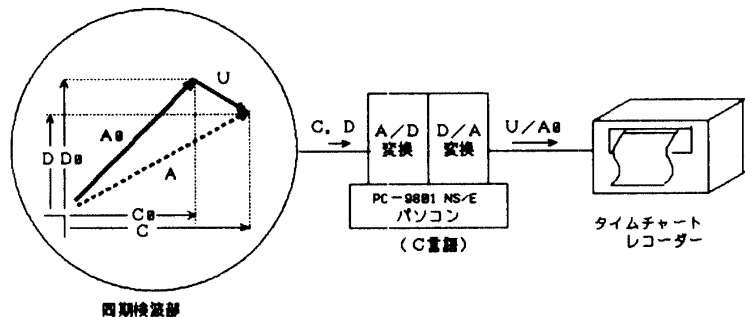 U
A0
D D0
A
C0
C
同期検波部
C, D
A/D
変換
D/A
変換
U/A0
PC-9801 NS/E
パソコン
(C言語)
タイムチャート
レコーダー